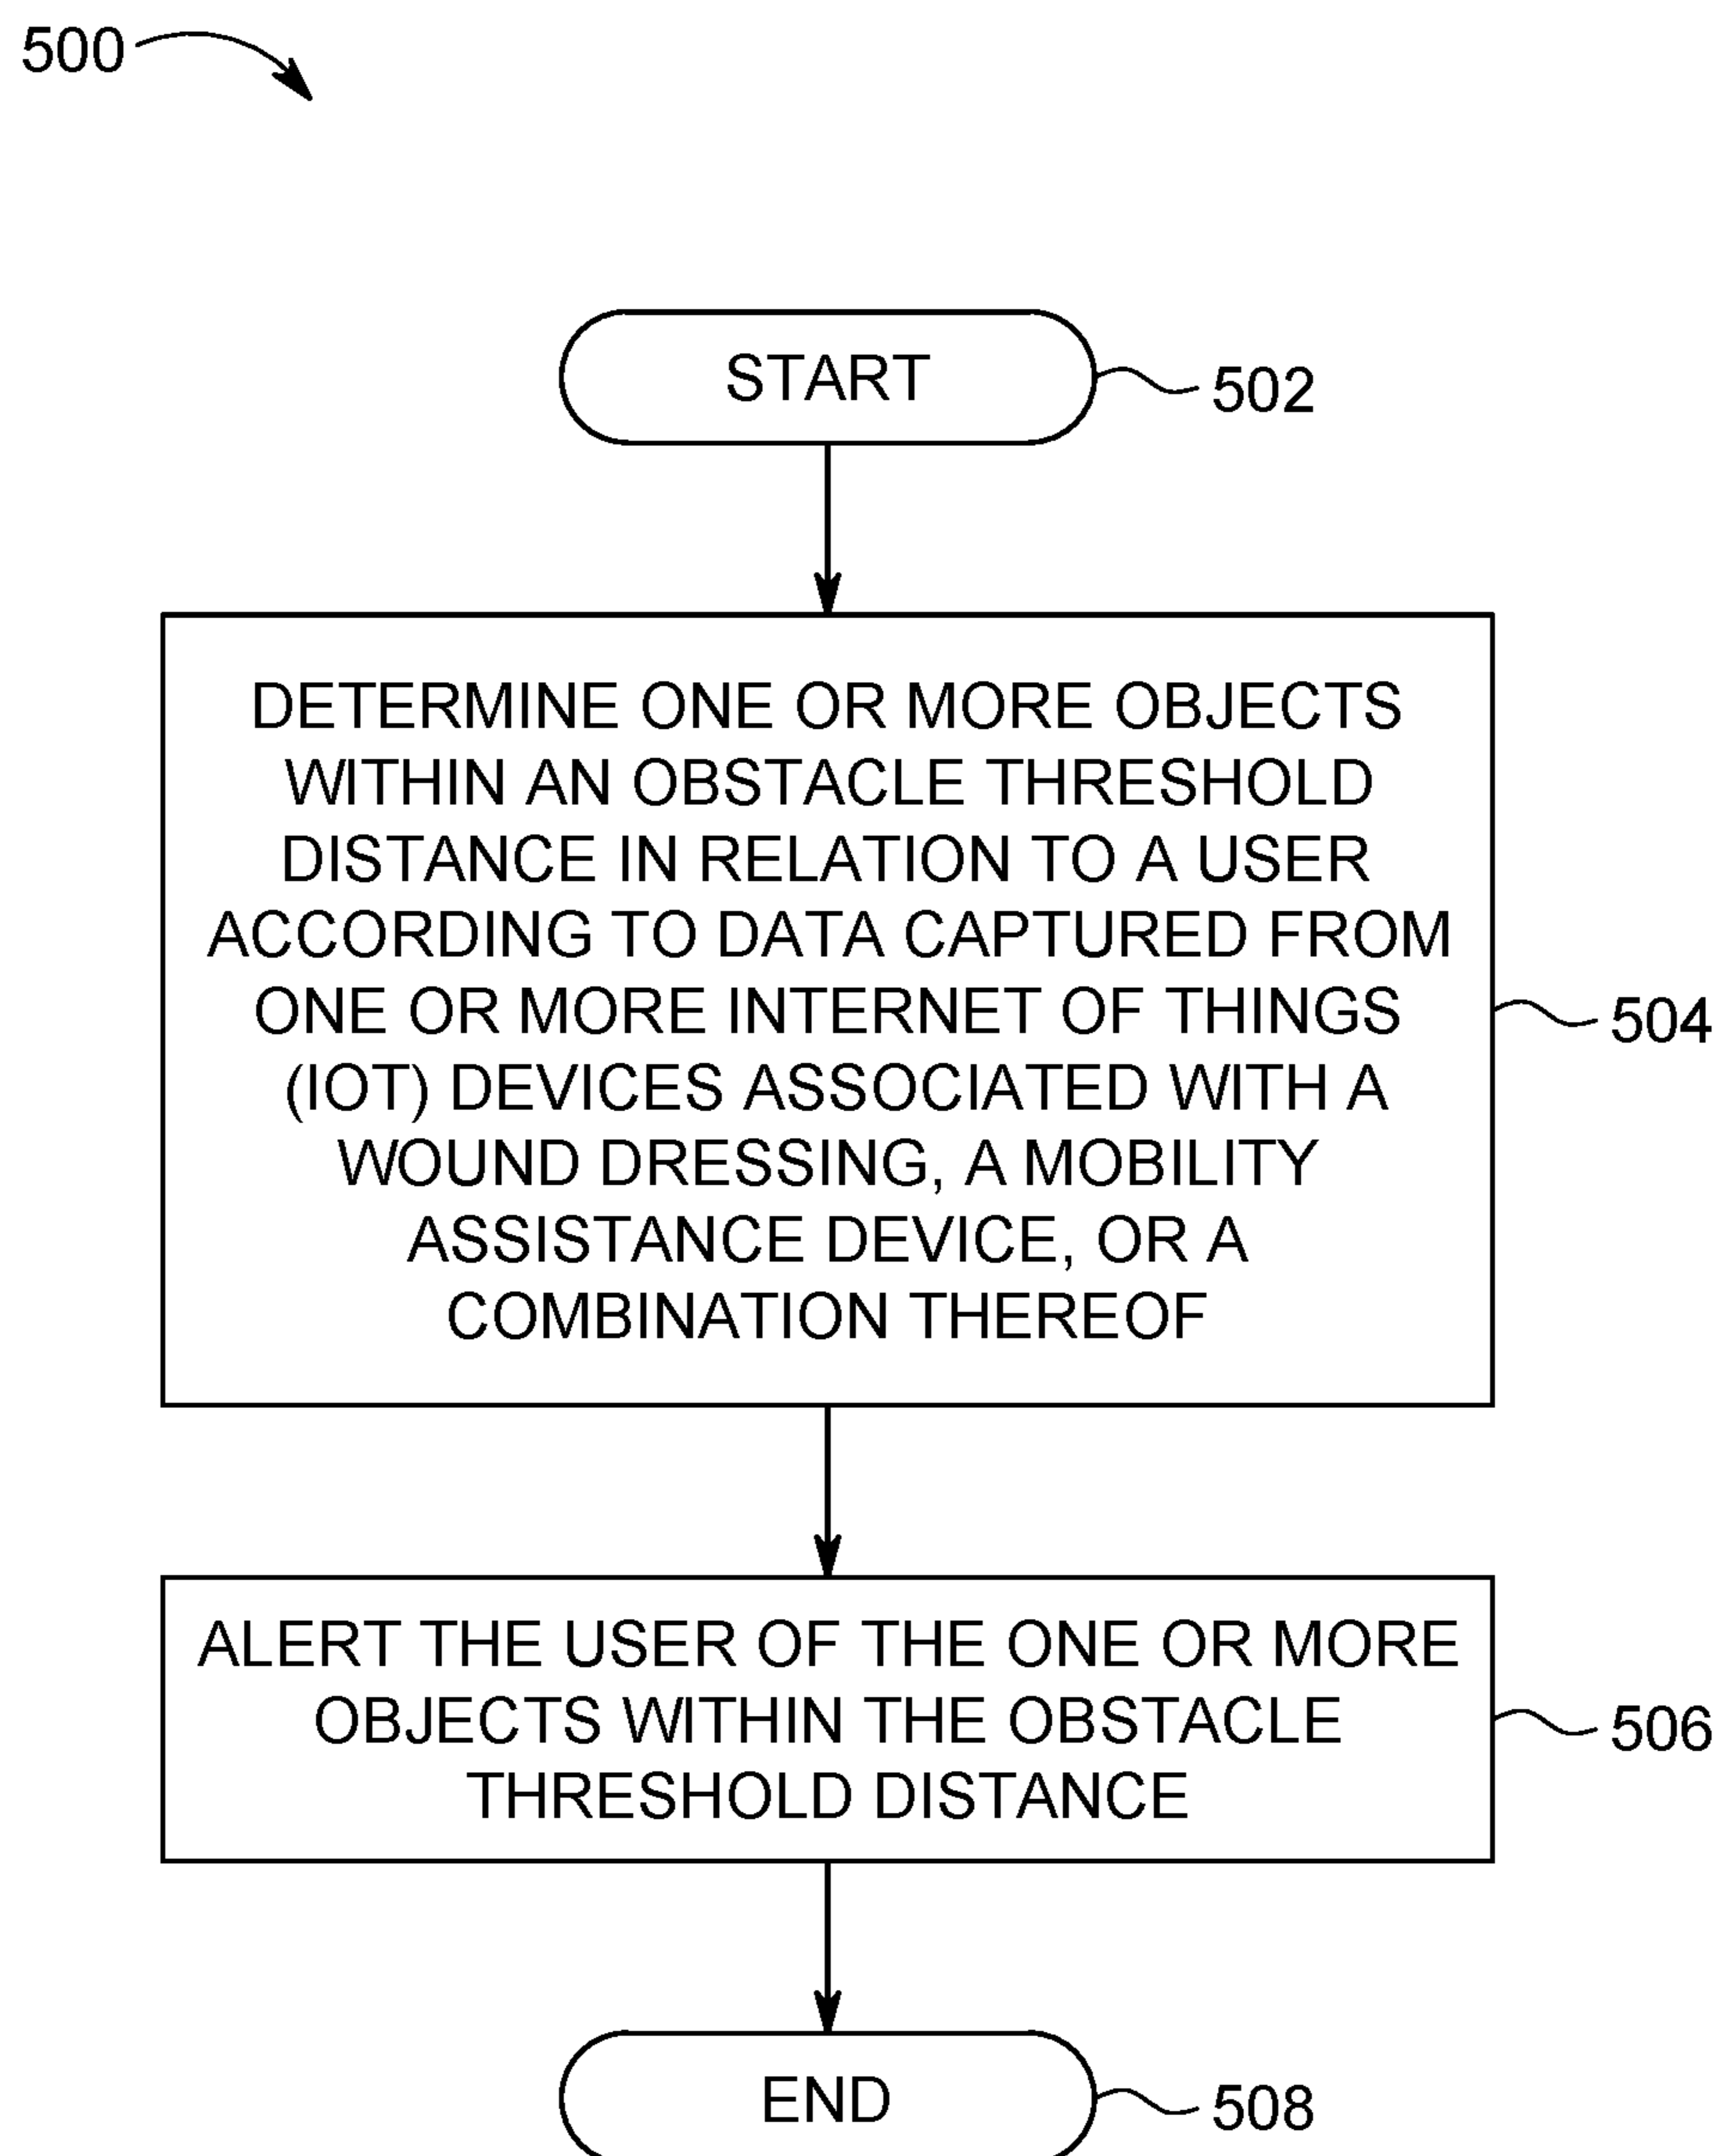 500
START
502
DETERMINE ONE OR MORE OBJECTS
WITHIN AN OBSTACLE THRESHOLD
DISTANCE IN RELATION TO A USER
ACCORDING TO DATA CAPTURED FROM
ONE OR MORE INTERNET OF THINGS
(IOT) DEVICES ASSOCIATED WITH A
WOUND DRESSING, A MOBILITY
ASSISTANCE DEVICE, OR A
COMBINATION THEREOF
504
ALERT THE USER OF THE ONE OR MORE
OBJECTS WITHIN THE OBSTACLE
THRESHOLD DISTANCE
506
END
508